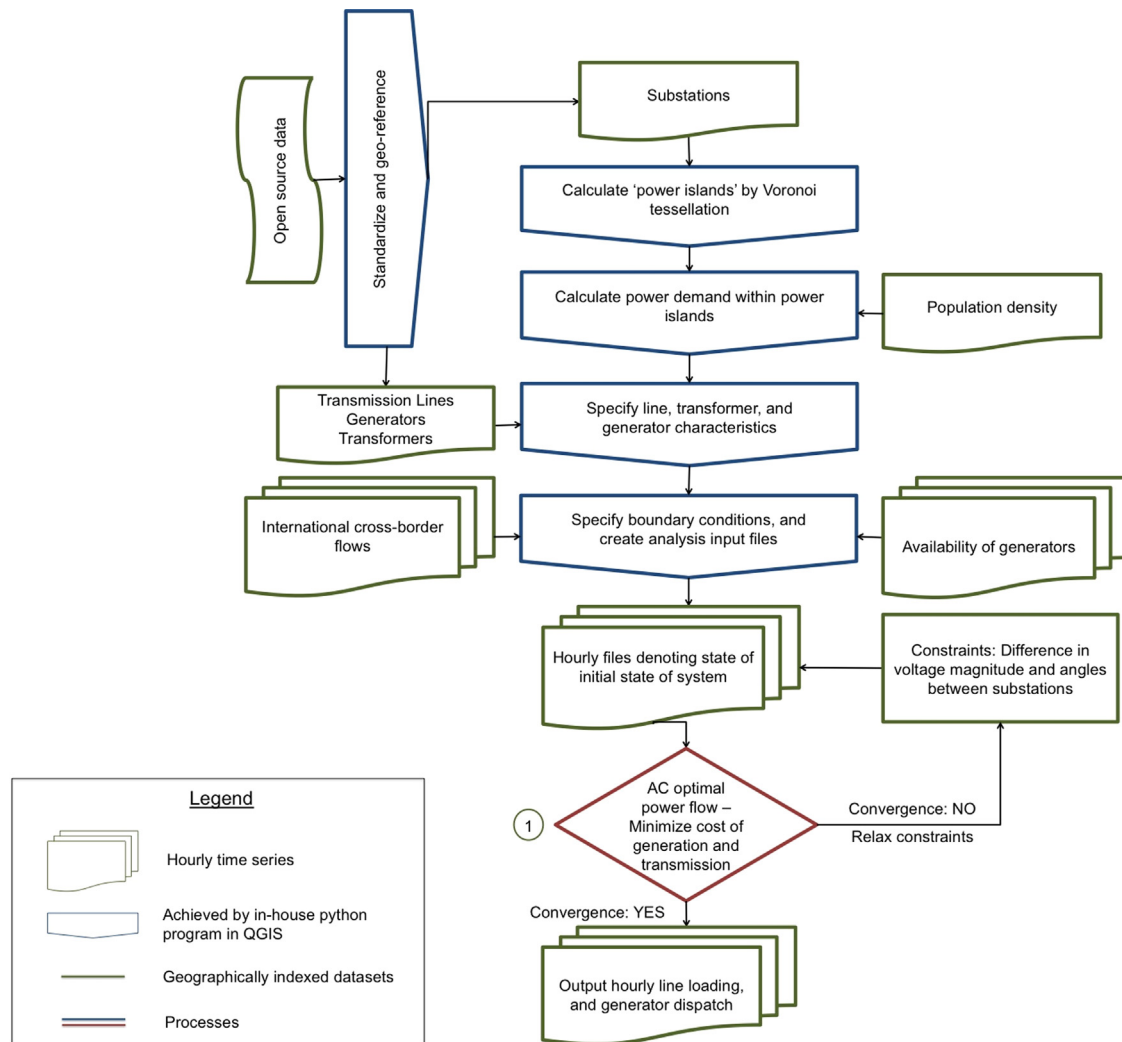 Open source data
Standardize and geo-reference
Substations
Calculate ‘power islands’ by Voronoi
tessellation
Calculate power demand within power
islands
Population density
Transmission Lines
Generators
Transformers
Specify line, transformer, and
generator characteristics
International cross-border
flows
Specify boundary conditions, and
create analysis input files
Availability of generators
Hourly files denoting state of
initial state of system
Constraints: Difference in
voltage magnitude and angles
between substations
1
AC optimal
power flow –
Minimize cost of
generation and
transmission
Convergence: NO
Relax constraints
Convergence: YES
Output hourly line loading,
and generator dispatch
Legend
Hourly time series
Achieved by in-house python
program in QGIS
Geographically indexed datasets
Processes